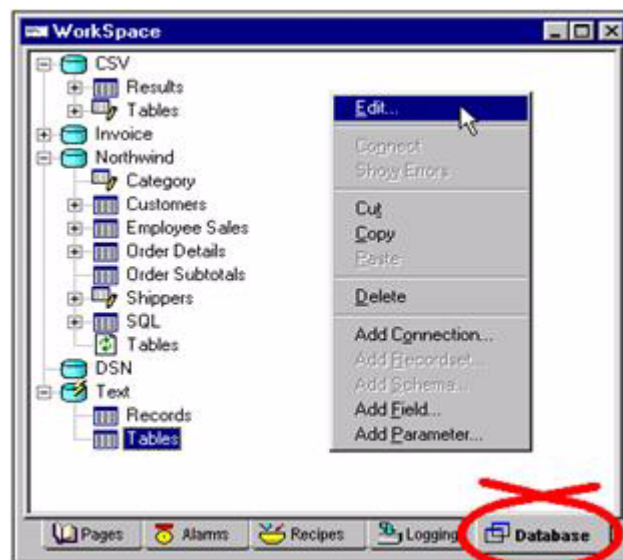 WorkSpace
CSV
Results
Tables
Invoice
Northwind
Category
Customers
Employee Sales
Order Details
Order Subtotals
Shippers
SQL
Tables
DSN
Text
Records
Tables
Edit...
Connect
Show Errors
Cut
Copy
Paste
Delete
Add Connection...
Add Recordset...
Add Schema...
Add Field...
Add Parameter...
Pages
Alarms
Recipes
Logging
Database